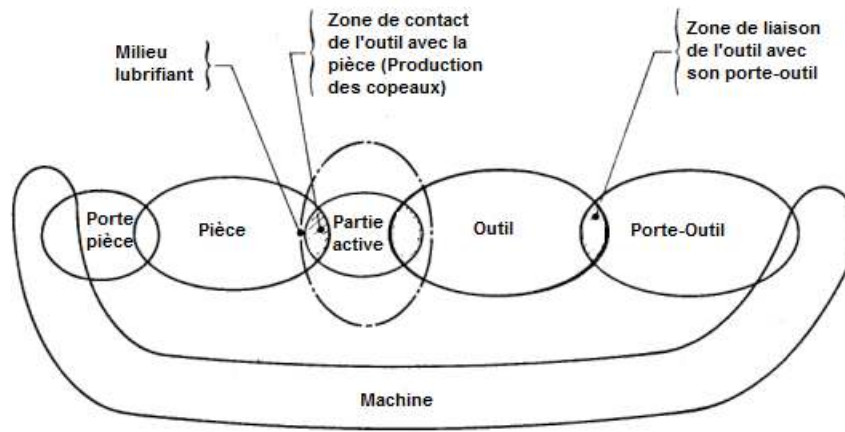 Milieu
lubrifiant
Zone de contact
de l'outil avec la
pièce (Production
des copeaux)
Zone de liaison
de l'outil avec
son porte-outil
Porte
pièce
Pièce
Partie
active
Outil
Porte-Outil
Machine